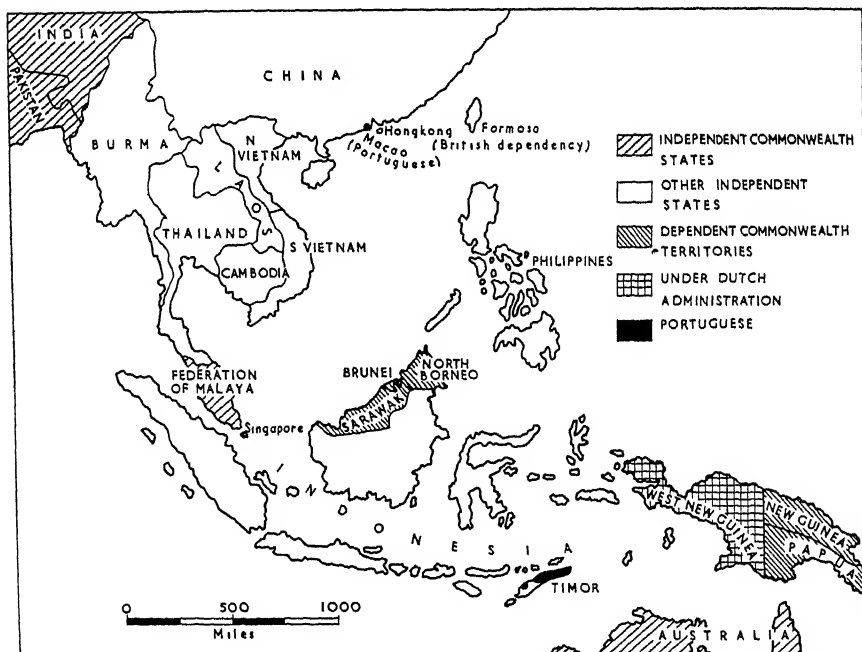 INDIA
PAKISTAN
CHINA
BURMA
Hongkong
Macao
(Portuguese)
Formosa
(British dependency)
N
VIETNAM
LAOS
THAILAND
S VIETNAM
CAMBODIA
PHILIPPINES
INDEPENDENT COMMONWEALTH
STATES
OTHER INDEPENDENT
STATES
DEPENDENT COMMONWEALTH
TERRITORIES
UNDER DUTCH
ADMINISTRATION
PORTUGUESE
FEDERATION
OF MALAYA
Singapore
BRUNEI
NORTH
BORNEO
SARAWAK
INDONESIA
WEST NEW GUINEA
NEW GUINEA
PAPUA
TIMOR
AUSTRALIA
0 500 1000
Miles